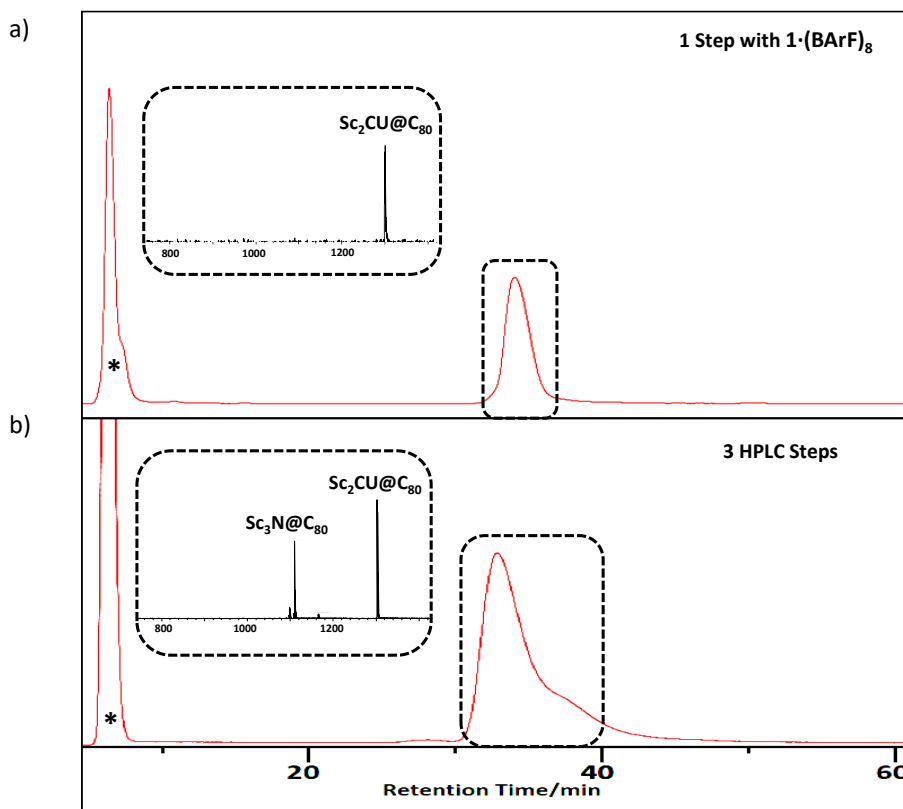 a)
1 Step with 1·(BArF)₈
Sc₂CU@C₈₀
800 1000 1200
*
b)
3 HPLC Steps
Sc₂CU@C₈₀
Sc₃N@C₈₀
800 1000 1200
*
20 40 60
Retention Time/min